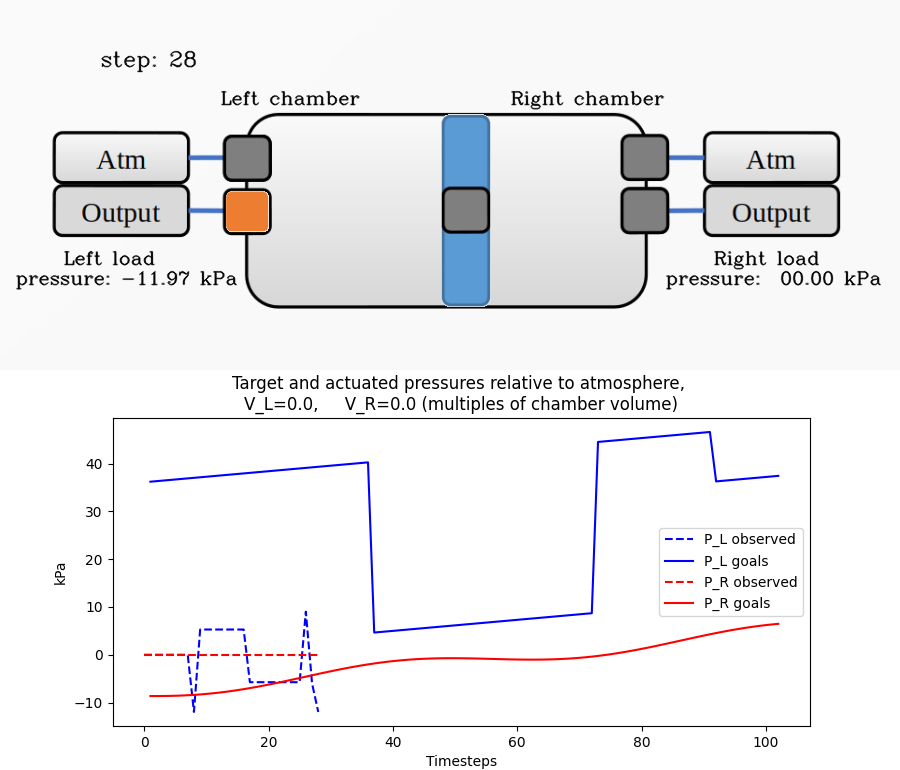 step: 28
Left chamber
Right chamber
Atm
Atm
Output
Output
Left load
pressure: −11.97 kPa
Right load
pressure: 00.00 kPa
Target and actuated pressures relative to atmosphere,
V_L=0.0, V_R=0.0 (multiples of chamber volume)
kPa
40
30
20
10
0
−10
P_L observed
P_L goals
P_R observed
P_R goals
0 20 40 60 80 100
Timesteps